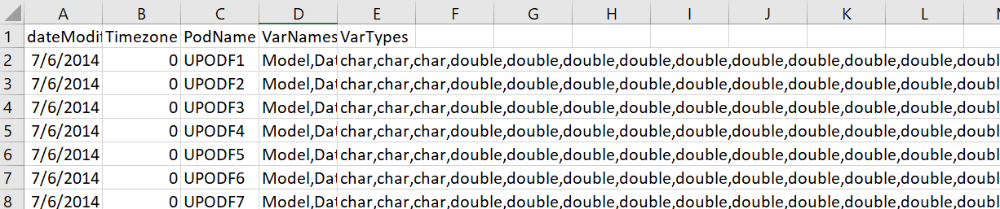 A B C D E F G H I J K L
1 dateModif Timezone PodName VarNames VarTypes
2 7/6/2014 0 UPODF1 Model,Dat char,char,char,double,double,double,double,double,double,double,double,double,doubl
3 7/6/2014 0 UPODF2 Model,Dat char,char,char,double,double,double,double,double,double,double,double,double,doubl
4 7/6/2014 0 UPODF3 Model,Dat char,char,char,double,double,double,double,double,double,double,double,double,doubl
5 7/6/2014 0 UPODF4 Model,Dat char,char,char,double,double,double,double,double,double,double,double,double,doubl
6 7/6/2014 0 UPODF5 Model,Dat char,char,char,double,double,double,double,double,double,double,double,double,doubl
7 7/6/2014 0 UPODF6 Model,Dat char,char,char,double,double,double,double,double,double,double,double,double,doubl
8 7/6/2014 0 UPODF7 Model,Dat char,char,char,double,double,double,double,double,double,double,double,double,doubl